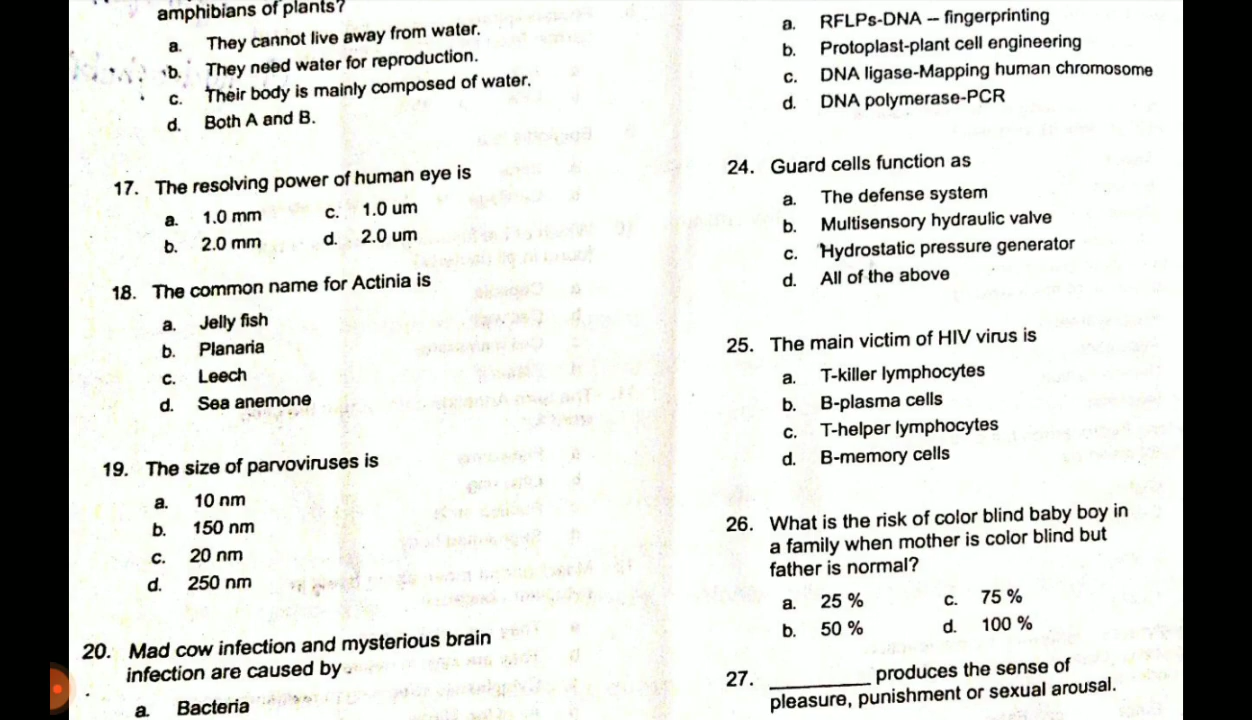 amphibians of plants?
a. They cannot live away from water.
b. They need water for reproduction.
c. Their body is mainly composed of water.
d. Both A and B.
17. The resolving power of human eye is
a. 1.0 mm c. 1.0 um
b. 2.0 mm d. 2.0 um
18. The common name for Actinia is
a. Jelly fish
b. Planaria
c. Leech
d. Sea anemone
19. The size of parvoviruses is
a. 10 nm
b. 150 nm
c. 20 nm
d. 250 nm
20. Mad cow infection and mysterious brain
infection are caused by
a. Bacteria
a. RFLPs-DNA – fingerprinting
b. Protoplast-plant cell engineering
c. DNA ligase-Mapping human chromosome
d. DNA polymerase-PCR
24. Guard cells function as
a. The defense system
b. Multisensory hydraulic valve
c. Hydrostatic pressure generator
d. All of the above
25. The main victim of HIV virus is
a. T-killer lymphocytes
b. B-plasma cells
c. T-helper lymphocytes
d. B-memory cells
26. What is the risk of color blind baby boy in
a family when mother is color blind but
father is normal?
a. 25 % c. 75 %
b. 50 % d. 100 %
27. __________ produces the sense of
pleasure, punishment or sexual arousal.